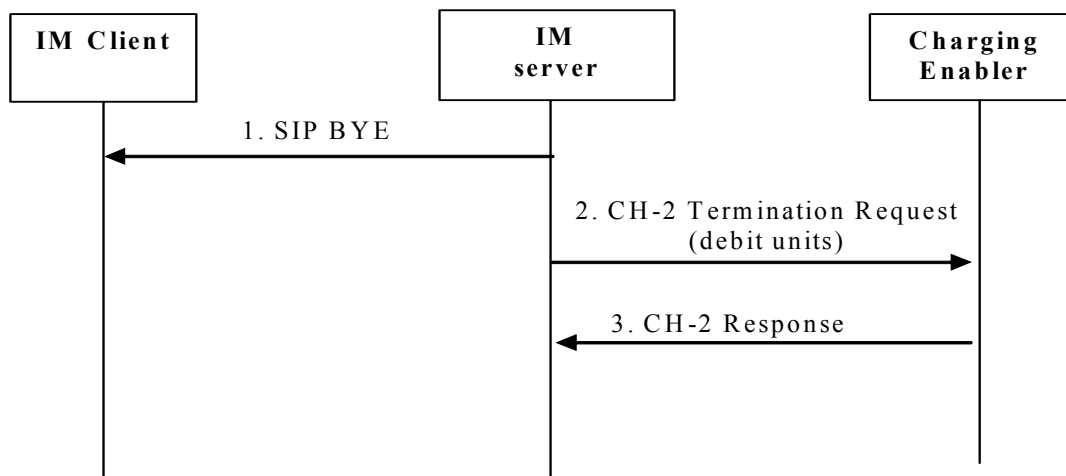 IM Client
IM
server
Charging
Enabler
1. SIP BYE
2. CH-2 Termination Request
(debit units)
3. CH-2 Response